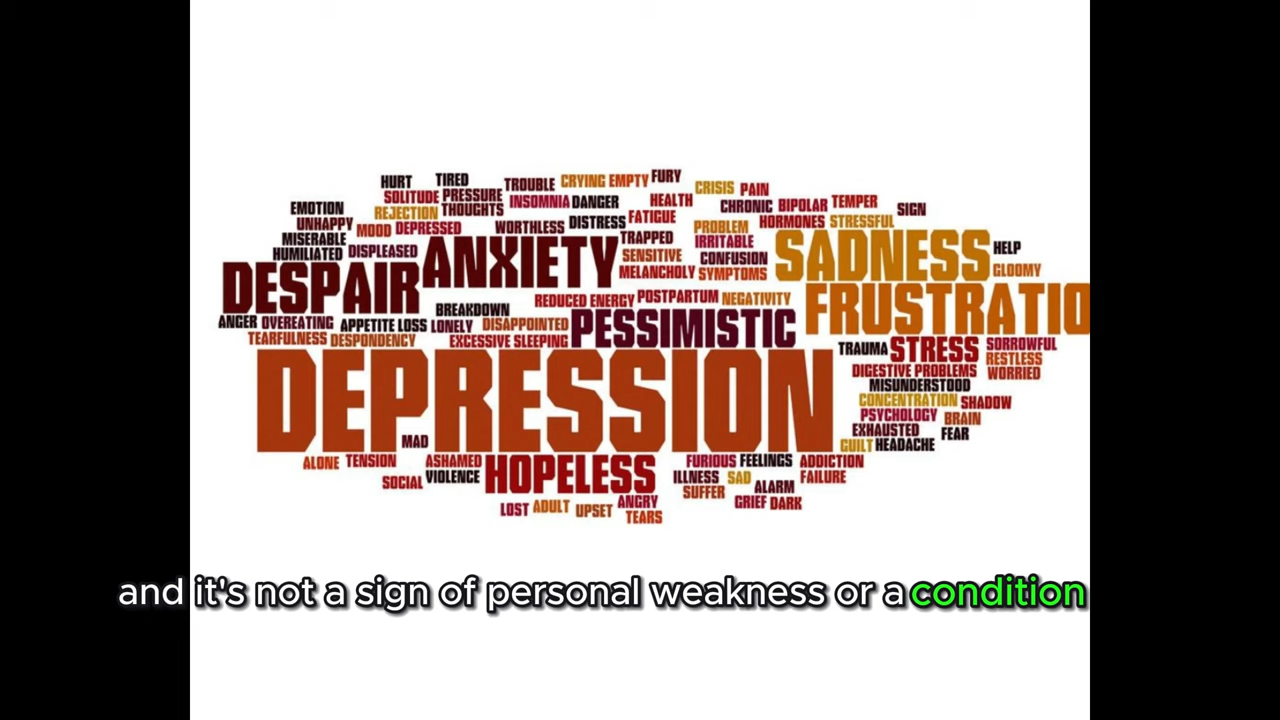 HURT TIRED TROUBLE CRYING EMPTY FURY
SOLITUDE PRESSURE CRISIS PAIN
EMOTION REJECTION THOUGHTS INSOMNIA DANGER HEALTH CHRONIC BIPOLAR TEMPER SIGN
UNHAPPY MOOD DEPRESSED WORTHLESS DISTRESS FATIGUE PROBLEM HORMONES STRESSFUL
MISERABLE TRAPPED IRRITABLE
HUMILIATED DISPLEASED ANXIETY SENSITIVE CONFUSION SADNESS HELP
DESPAIR MELANCHOLY SYMPTOMS GLOOMY
REDUCED ENERGY POSTPARTUM NEGATIVITY FRUSTRATIO
BREAKDOWN
ANGER OVEREATING APPETITE LOSS LONELY DISAPPOINTED PESSIMISTIC
TEARFULNESS DESPONDENCY EXCESSIVE SLEEPING TRAUMA STRESS SORROWFUL
RESTLESS
DEPRESSION DIGESTIVE PROBLEMS WORRIED
MISUNDERSTOOD
CONCENTRATION SHADOW
PSYCHOLOGY BRAIN
EXHAUSTED FEAR
MAD GUILT HEADACHE
ALONE TENSION ASHAMED HOPELESS FURIOUS FEELINGS ADDICTION
SOCIAL VIOLENCE ILLNESS SAD FAILURE
SUFFER ALARM
LOST ADULT UPSET ANGRY GRIEF DARK
TEARS
and it's not a sign of personal weakness or a condition